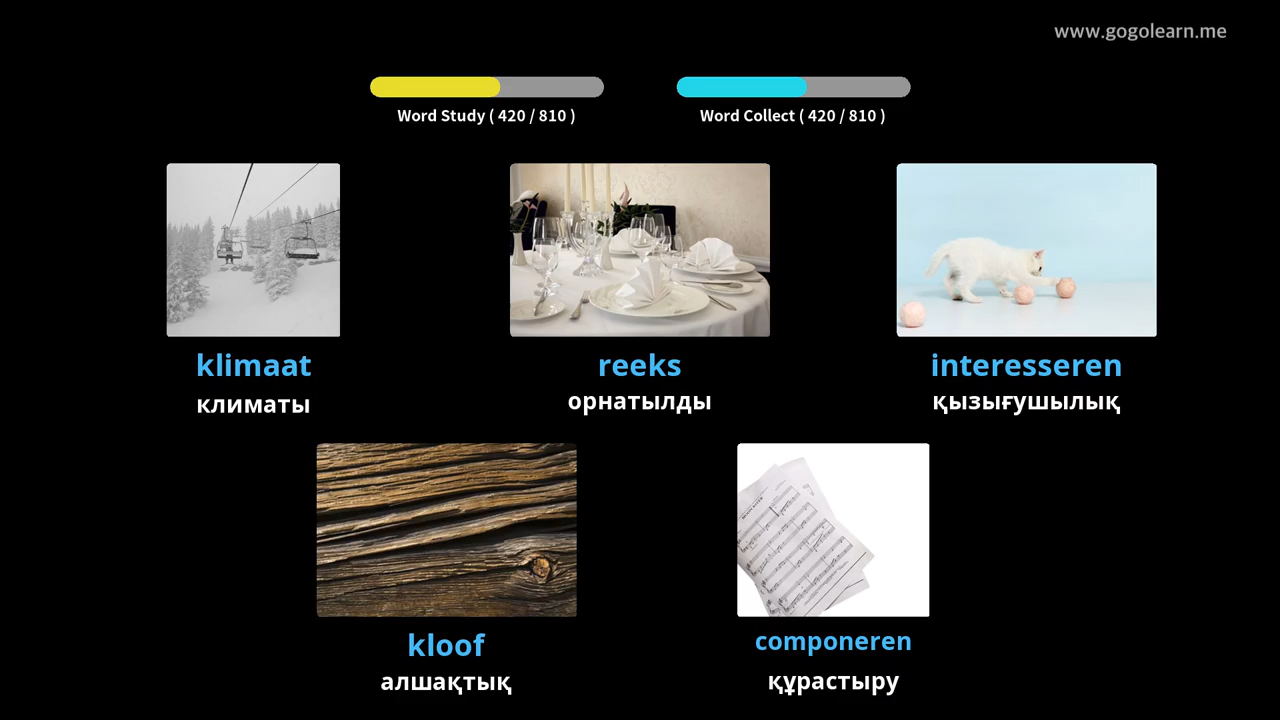 www.gogolearn.me
Word Study ( 420 / 810 )
Word Collect ( 420 / 810 )
klimaat
климаты
reeks
орнатылды
interesseren
қызығушылық
kloof
алшақтық
componeren
құрастыру